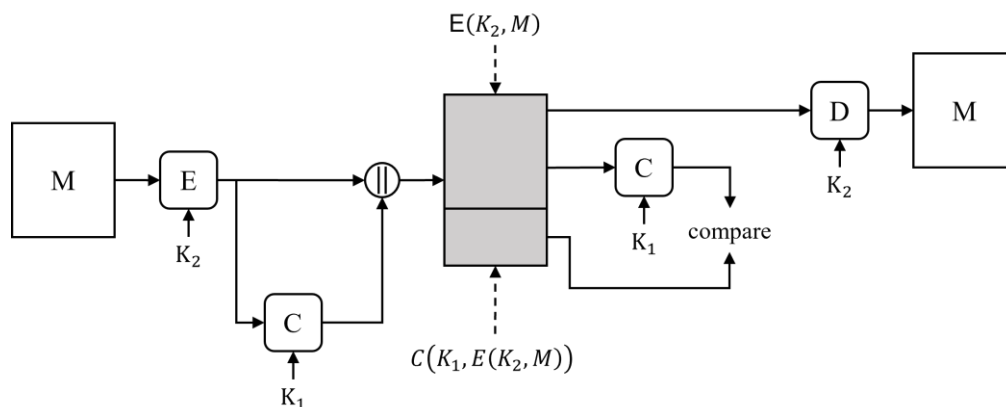 E(K₂, M)
M
E
K₂
C
K₁
||
C(K₁, E(K₂, M))
C
K₁
compare
D
K₂
M